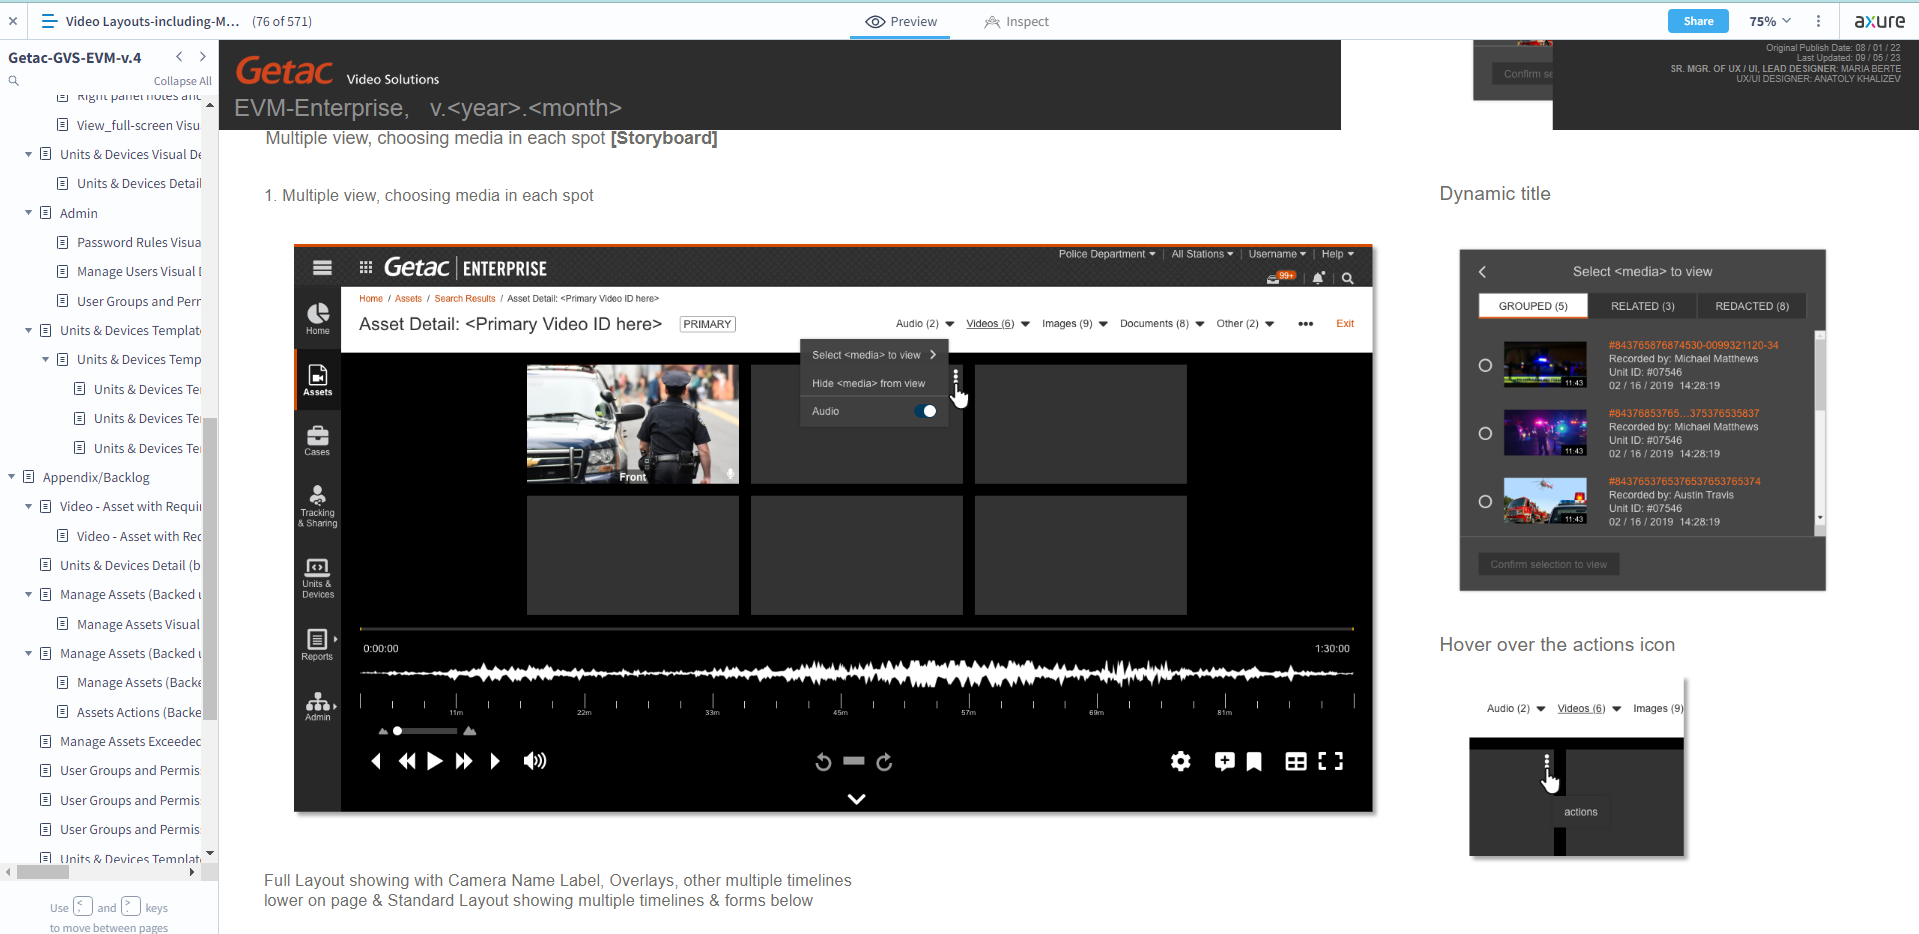 Video Layouts-including-M... (76 of 571)
Preview
Inspect
Share
75%
axure
Getac-GVS-EVM-v.4
Collapse All
Right panel notes and
View_full-screen Visu
Units & Devices Visual De
Units & Devices Detail
Admin
Password Rules Visua
Manage Users Visual D
User Groups and Perm
Units & Devices Template
Units & Devices Temp
Units & Devices Te
Units & Devices Te
Units & Devices Te
Appendix/Backlog
Video - Asset with Requir
Video - Asset with Rec
Units & Devices Detail (b
Manage Assets (Backed u
Manage Assets Visual
Manage Assets (Backed u
Manage Assets (Backe
Assets Actions (Backe
Manage Assets Exceeded
User Groups and Permis
User Groups and Permis
User Groups and Permis
Units & Devices Templat
Use < , and > . keys
to move between pages
Getac Video Solutions
EVM-Enterprise, v.<year>.<month>
Confirm se
Original Publish Date: 08 / 01 / 22
Last Updated: 09 / 05 / 23
SR. MGR. OF UX / UI, LEAD DESIGNER: MARIA BERTE
UX/UI DESIGNER: ANATOLY KHALIZEV
Multiple view, choosing media in each spot [Storyboard]
1. Multiple view, choosing media in each spot
Police Department | All Stations | Username | Help
Getac ENTERPRISE
99+
Home / Assets / Search Results / Asset Detail: <Primary Video ID here>
Asset Detail: <Primary Video ID here> PRIMARY
Audio (2) Videos (6) Images (9) Documents (8) Other (2) Exit
Home
Assets
Cases
Tracking
& Sharing
Units &
Devices
Reports
Admin
Select <media> to view
Hide <media> from view
Audio
Front
0:00:00
1:30:00
11m 22m 33m 45m 57m 69m 81m
Full Layout showing with Camera Name Label, Overlays, other multiple timelines
lower on page & Standard Layout showing multiple timelines & forms below
Dynamic title
Select <media> to view
GROUPED (5) RELATED (3) REDACTED (8)
#843765876874530-0099321120-34
Recorded by: Michael Matthews
Unit ID: #07546
02 / 16 / 2019 14:28:19
11:43
#84376853765...375376535837
Recorded by: Michael Matthews
Unit ID: #07546
02 / 16 / 2019 14:28:19
11:43
#8437653765376537653765374
Recorded by: Austin Travis
Unit ID: #07546
02 / 16 / 2019 14:28:19
11:43
Confirm selection to view
Hover over the actions icon
Audio (2) Videos (6) Images (9)
actions